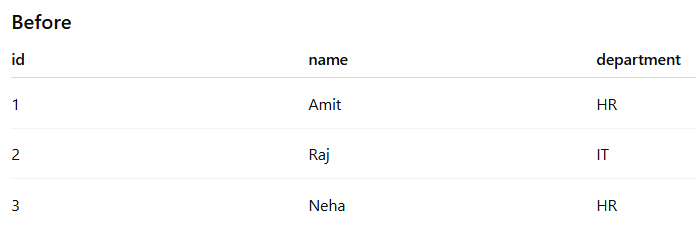 Before
id name department
1 Amit HR
2 Raj IT
3 Neha HR